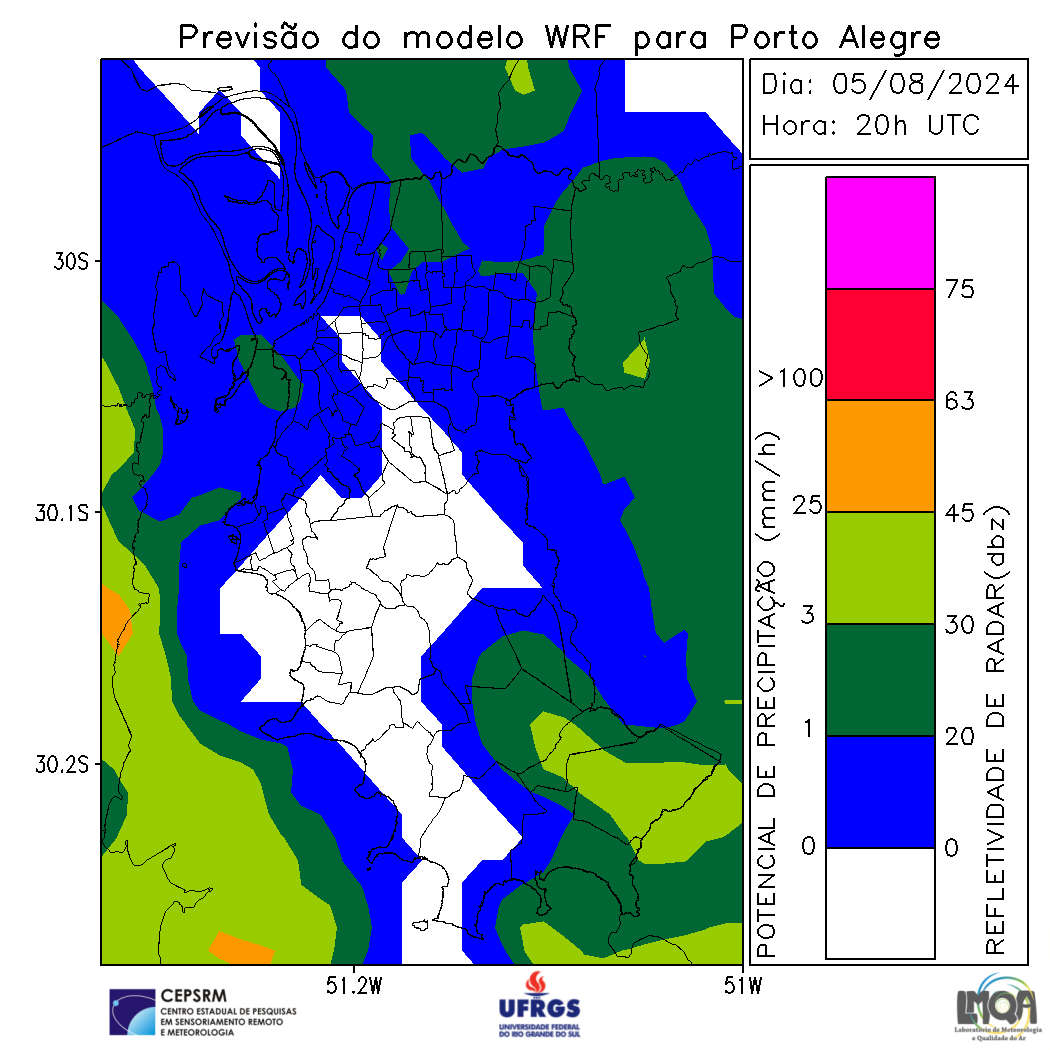 Previsão do modelo WRF para Porto Alegre
Dia: 05/08/2024
Hora: 20h UTC
30S
30.1S
30.2S
51.2W
51W
POTENCIAL DE PRECIPITAÇÃO (mm/h)
>100
25
3
1
0
75
63
45
30
20
0
REFLETIVIDADE DE RADAR(dbz)
CEPSRM
CENTRO ESTADUAL DE PESQUISAS
EM SENSORIAMENTO REMOTO
E METEOROLOGIA
UFRGS
UNIVERSIDADE FEDERAL
DO RIO GRANDE DO SUL
LMQA
Laboratório de Meteorologia
e Qualidade do Ar